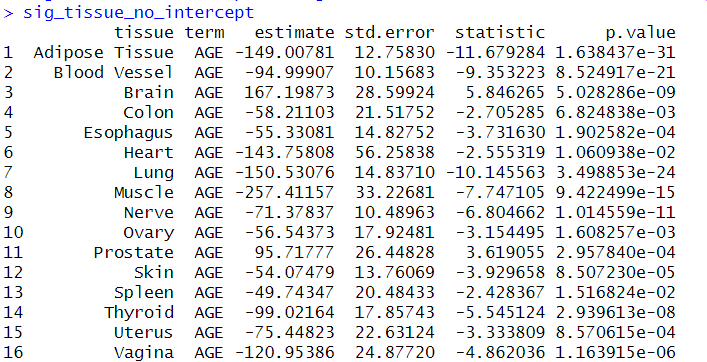 > sig_tissue_no_intercept
tissue term estimate std.error statistic p.value
1 Adipose Tissue AGE -149.00781 12.75830 -11.679284 1.638437e-31
2 Blood Vessel AGE -94.99907 10.15683 -9.353223 8.524917e-21
3 Brain AGE 167.19873 28.59924 5.846265 5.028286e-09
4 Colon AGE -58.21103 21.51752 -2.705285 6.824838e-03
5 Esophagus AGE -55.33081 14.82752 -3.731630 1.902582e-04
6 Heart AGE -143.75808 56.25838 -2.555319 1.060938e-02
7 Lung AGE -150.53076 14.83710 -10.145563 3.498853e-24
8 Muscle AGE -257.41157 33.22681 -7.747105 9.422499e-15
9 Nerve AGE -71.37837 10.48963 -6.804662 1.014559e-11
10 Ovary AGE -56.54373 17.92481 -3.154495 1.608257e-03
11 Prostate AGE 95.71777 26.44828 3.619055 2.957840e-04
12 Skin AGE -54.07479 13.76069 -3.929658 8.507230e-05
13 Spleen AGE -49.74347 20.48433 -2.428367 1.516824e-02
14 Thyroid AGE -99.02164 17.85743 -5.545124 2.939613e-08
15 Uterus AGE -75.44823 22.63124 -3.333809 8.570615e-04
16 Vagina AGE -120.95386 24.87720 -4.862036 1.163915e-06